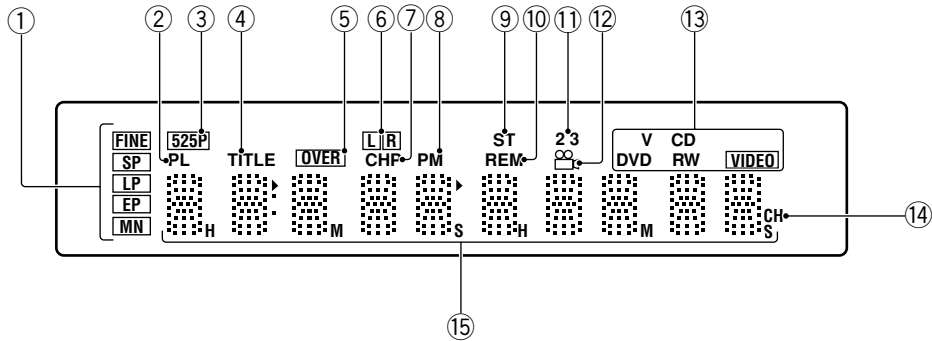 ① ② ③ ④ ⑤ ⑥ ⑦ ⑧ ⑨ ⑩ ⑪ ⑫ ⑬
FINE 525P L R ST 2 3 V CD
SP PL TITLE OVER CHP PM REM DVD RW VIDEO
LP
EP CH ⑭
MN H M S H M S
⑮